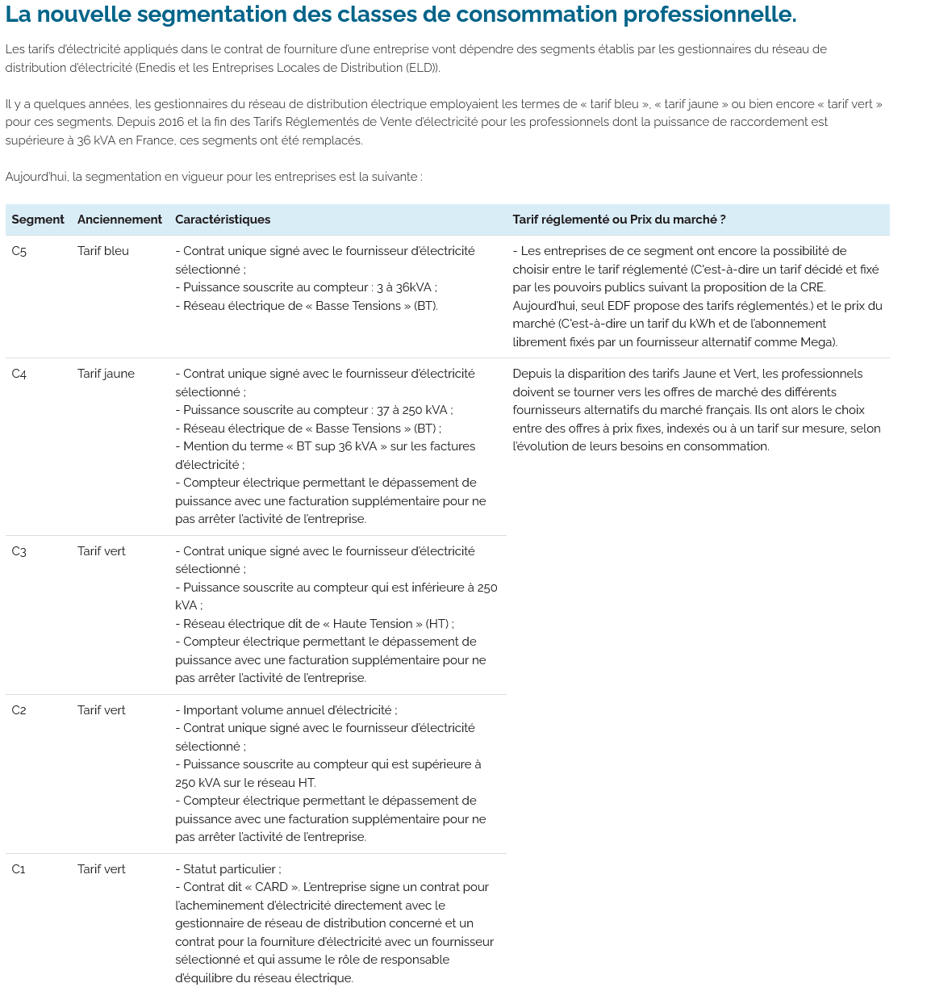 La nouvelle segmentation des classes de consommation professionnelle.
Les tarifs d'électricité appliqués dans le contrat de fourniture d'une entreprise vont dépendre des segments établis par les gestionnaires du réseau de
distribution d'électricité (Enedis et les Entreprises Locales de Distribution (ELD)).
Il y a quelques années, les gestionnaires du réseau de distribution électrique employaient les termes de « tarif bleu », « tarif jaune » ou bien encore « tarif vert »
pour ces segments. Depuis 2016 et la fin des Tarifs Réglementés de Vente d'électricité pour les professionnels dont la puissance de raccordement est
supérieure à 36 kVA en France, ces segments ont été remplacés.
Aujourd'hui, la segmentation en vigueur pour les entreprises est la suivante :
Segment Anciennement Caractéristiques Tarif réglementé ou Prix du marché ?
C5 Tarif bleu
- Contrat unique signé avec le fournisseur d'électricité
sélectionné ;
- Puissance souscrite au compteur : 3 à 36kVA ;
- Réseau électrique de « Basse Tensions » (BT).
- Les entreprises de ce segment ont encore la possibilité de
choisir entre le tarif réglementé (C'est-à-dire un tarif décidé et fixé
par les pouvoirs publics suivant la proposition de la CRE.
Aujourd'hui, seul EDF propose des tarifs réglementés.) et le prix du
marché (C'est-à-dire un tarif du kWh et de l'abonnement
librement fixés par un fournisseur alternatif comme Mega).
C4 Tarif jaune
- Contrat unique signé avec le fournisseur d'électricité
sélectionné ;
- Puissance souscrite au compteur : 37 à 250 kVA ;
- Réseau électrique de « Basse Tensions » (BT) ;
- Mention du terme « BT sup 36 kVA » sur les factures
d'électricité ;
- Compteur électrique permettant le dépassement de
puissance avec une facturation supplémentaire pour ne
pas arrêter l'activité de l'entreprise.
Depuis la disparition des tarifs Jaune et Vert, les professionnels
doivent se tourner vers les offres de marché des différents
fournisseurs alternatifs du marché français. Ils ont alors le choix
entre des offres à prix fixes, indexés ou à un tarif sur mesure, selon
l'évolution de leurs besoins en consommation.
C3 Tarif vert
- Contrat unique signé avec le fournisseur d'électricité
sélectionné ;
- Puissance souscrite au compteur qui est inférieure à 250
kVA ;
- Réseau électrique dit de « Haute Tension » (HT) ;
- Compteur électrique permettant le dépassement de
puissance avec une facturation supplémentaire pour ne
pas arrêter l'activité de l'entreprise.
C2 Tarif vert
- Important volume annuel d'électricité ;
- Contrat unique signé avec le fournisseur d'électricité
sélectionné ;
- Puissance souscrite au compteur qui est supérieure à
250 kVA sur le réseau HT.
- Compteur électrique permettant le dépassement de
puissance avec une facturation supplémentaire pour ne
pas arrêter l'activité de l'entreprise.
C1 Tarif vert
- Statut particulier ;
- Contrat dit « CARD ». L'entreprise signe un contrat pour
l'acheminement d'électricité directement avec le
gestionnaire de réseau de distribution concerné et un
contrat pour la fourniture d'électricité avec un fournisseur
sélectionné et qui assume le rôle de responsable
d'équilibre du réseau électrique.